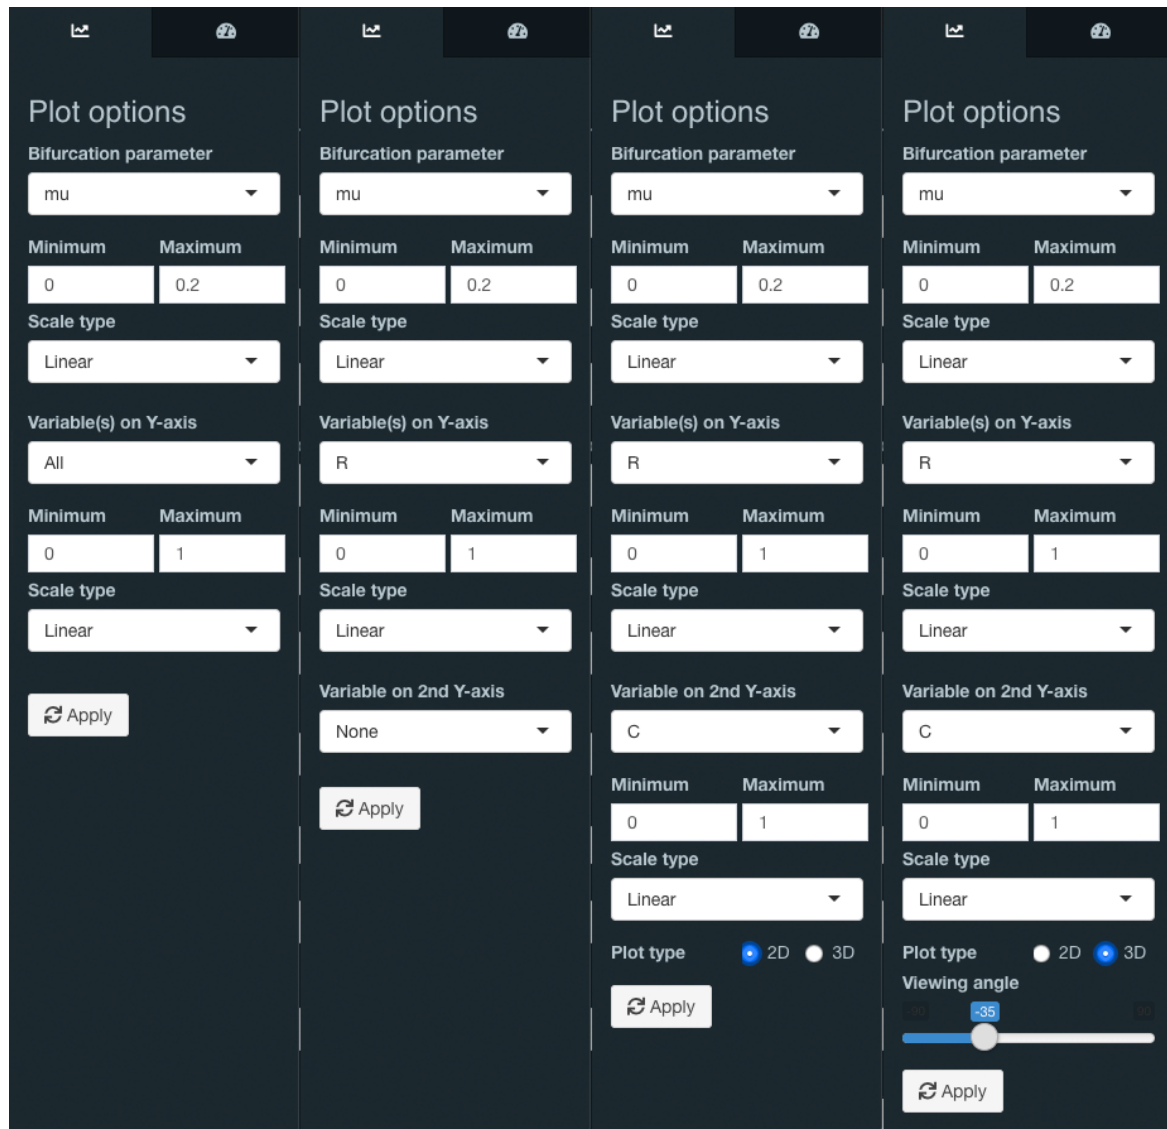 Plot options
Bifurcation parameter
mu
Minimum Maximum
0 0.2
Scale type
Linear
Variable(s) on Y-axis
All
Minimum Maximum
0 1
Scale type
Linear
Apply
Plot options
Bifurcation parameter
mu
Minimum Maximum
0 0.2
Scale type
Linear
Variable(s) on Y-axis
R
Minimum Maximum
0 1
Scale type
Linear
Variable on 2nd Y-axis
None
Apply
Plot options
Bifurcation parameter
mu
Minimum Maximum
0 0.2
Scale type
Linear
Variable(s) on Y-axis
R
Minimum Maximum
0 1
Scale type
Linear
Variable on 2nd Y-axis
C
Minimum Maximum
0 1
Scale type
Linear
Plot type 2D 3D
Apply
Plot options
Bifurcation parameter
mu
Minimum Maximum
0 0.2
Scale type
Linear
Variable(s) on Y-axis
R
Minimum Maximum
0 1
Scale type
Linear
Variable on 2nd Y-axis
C
Minimum Maximum
0 1
Scale type
Linear
Plot type 2D 3D
Viewing angle
-90 -35 90
Apply